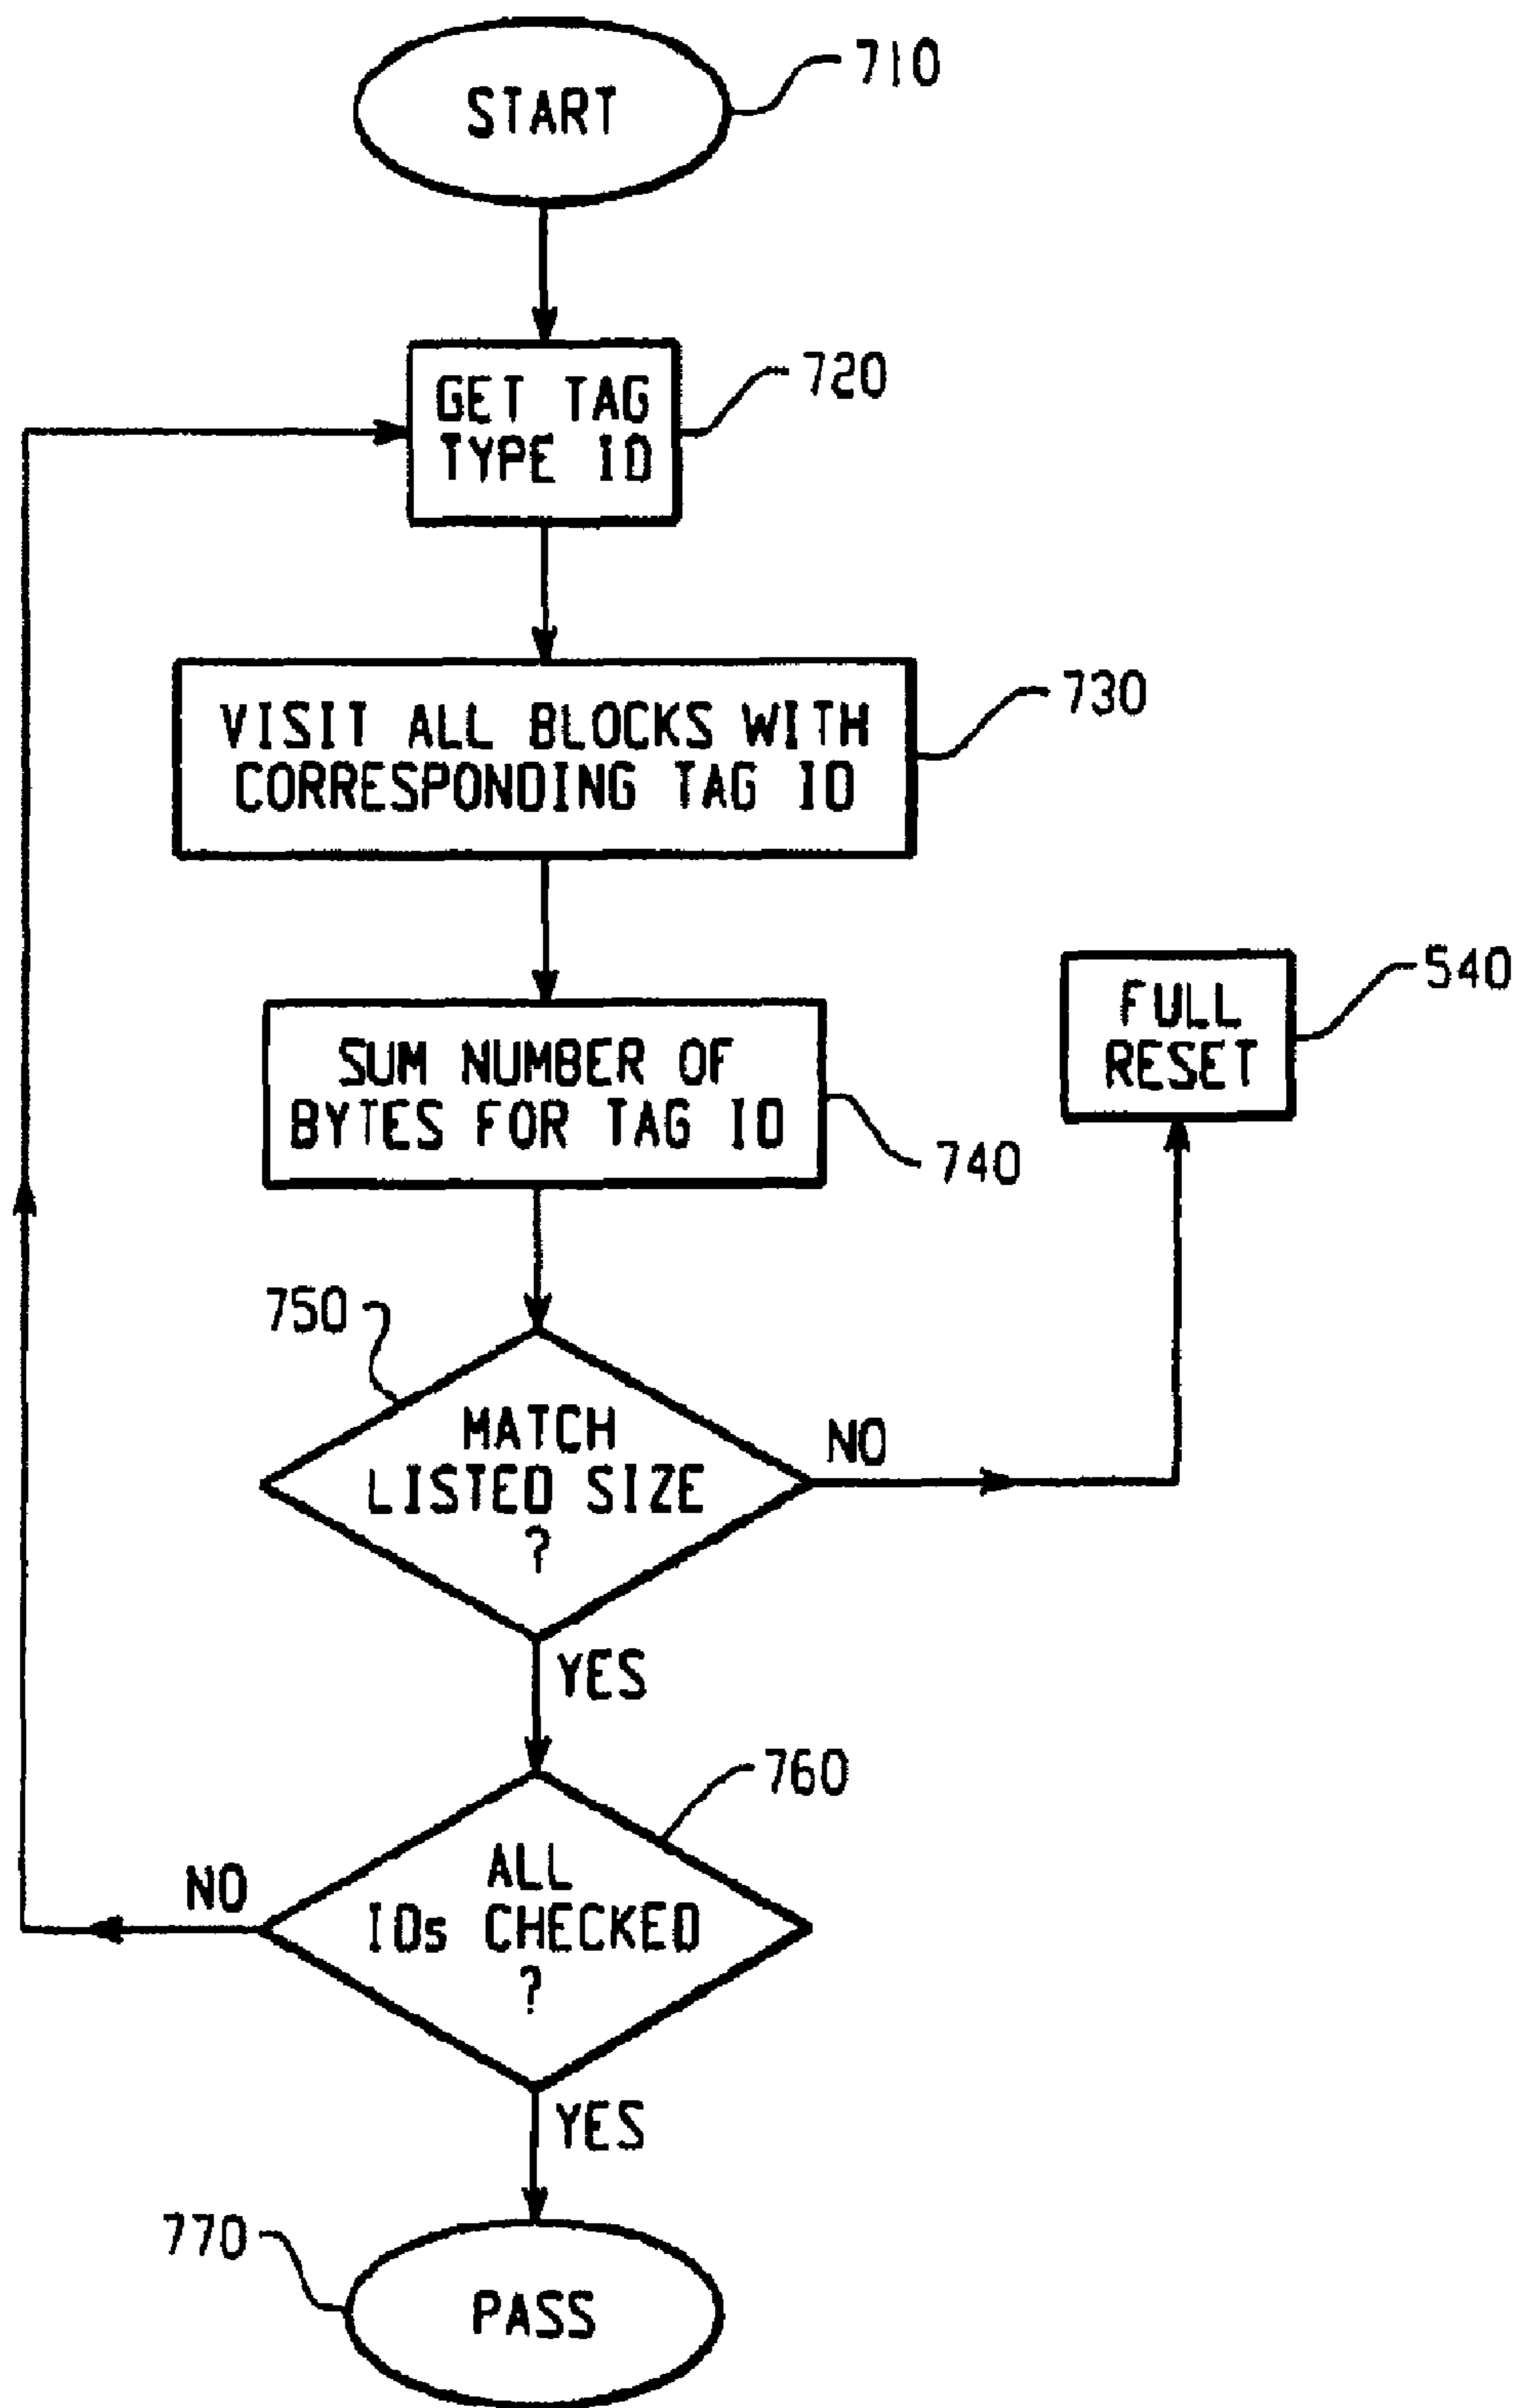 START
710
GET TAG
TYPE ID
720
VISIT ALL BLOCKS WITH
CORRESPONDING TAG ID
730
SUM NUMBER OF
BYTES FOR TAG ID
740
FULL
RESET
540
750
MATCH
LISTED SIZE
?
NO
YES
760
ALL
IDs CHECKED
?
NO
YES
770
PASS